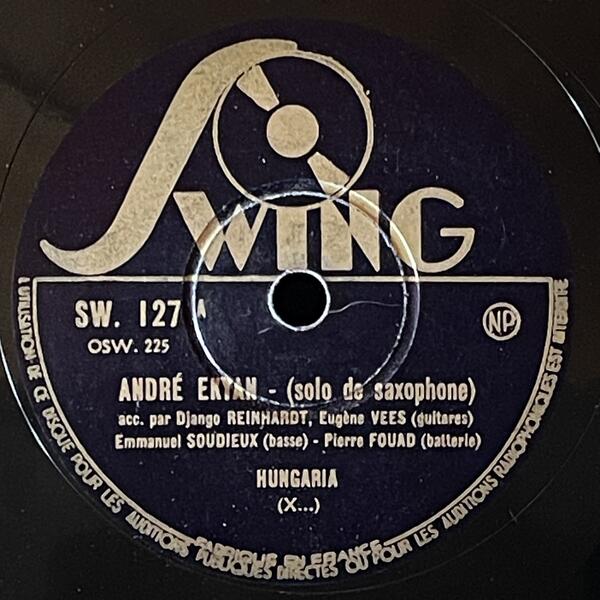 SWING
SW. 127 A
OSW. 225
NP
ANDRÉ EKYAN - (solo de saxophone)
acc. par Django REINHARDT, Eugène VEES (guitares)
Emmanuel SOUDIEUX (basse) - Pierre FOUAD (batterie)
HUNGARIA
(X...)
L'UTILISATION DE CE DISQUE POUR LES AUDITIONS PUBLIQUES DIRECTES OU POUR LES AUDITIONS RADIOPHONIQUES EST INTERDITE
FABRIQUÉ EN FRANCE